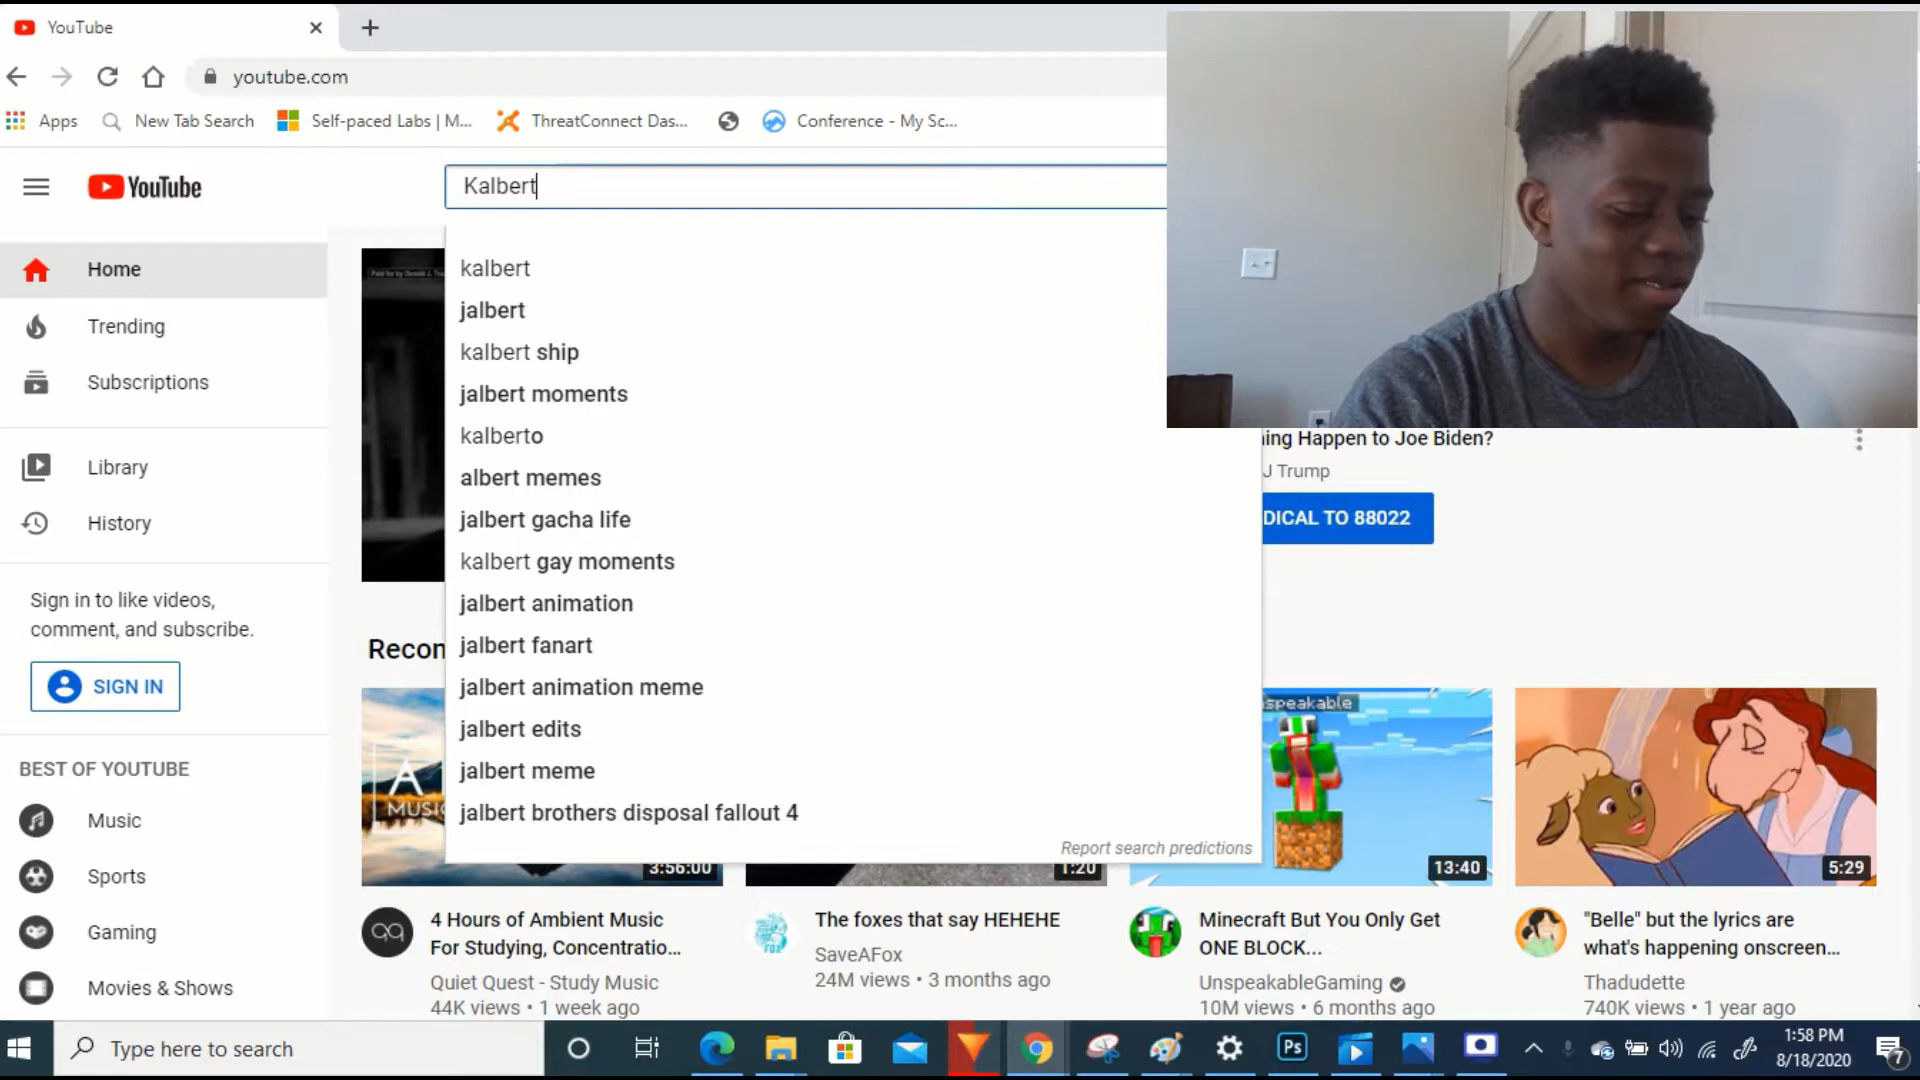 YouTube
youtube.com
Apps
New Tab Search
Self-paced Labs | M...
ThreatConnect Das...
Conference - My Sc...
YouTube
Kalbert
Home
Trending
Subscriptions
Library
History
Sign in to like videos,
comment, and subscribe.
SIGN IN
BEST OF YOUTUBE
Music
Sports
Gaming
Movies & Shows
kalbert
jalbert
kalbert ship
jalbert moments
kalberto
albert memes
jalbert gacha life
kalbert gay moments
jalbert animation
jalbert fanart
jalbert animation meme
jalbert edits
jalbert meme
jalbert brothers disposal fallout 4
Report search predictions
ing Happen to Joe Biden?
J Trump
DICAL TO 88022
Recon
A
MUSIC
3:56:00
1:20
speakable
13:40
5:29
4 Hours of Ambient Music
For Studying, Concentratio...
Quiet Quest - Study Music
44K views • 1 week ago
The foxes that say HEHEHE
SaveAFox
24M views • 3 months ago
Minecraft But You Only Get
ONE BLOCK...
UnspeakableGaming
10M views • 6 months ago
"Belle" but the lyrics are
what's happening onscreen...
Thadudette
740K views • 1 year ago
Type here to search
Ps
1:58 PM
8/18/2020
7